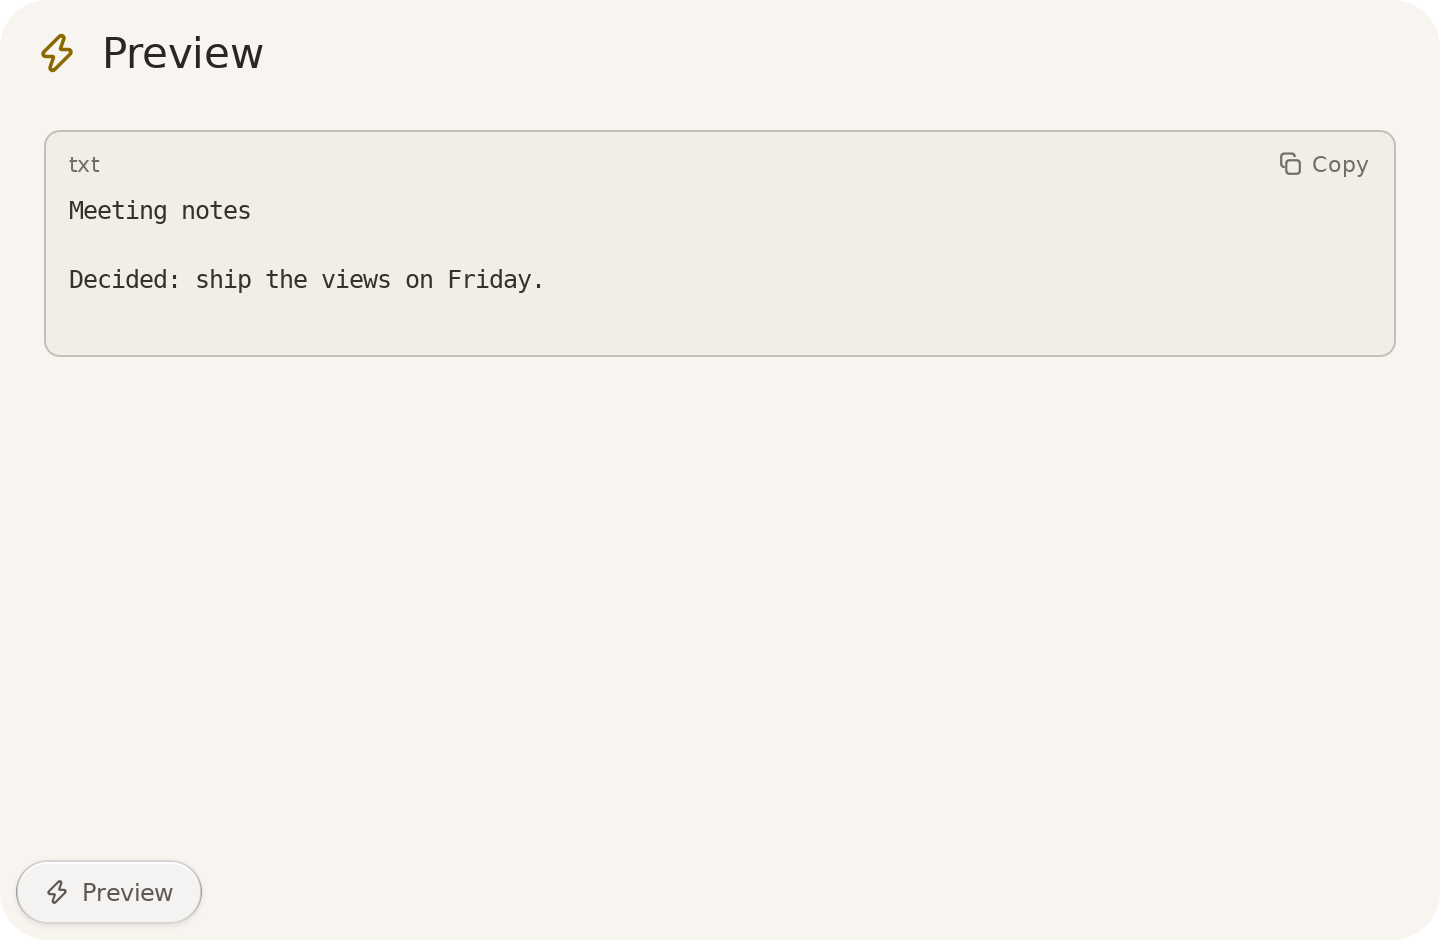 Preview
txt
Copy
Meeting notes
Decided: ship the views on Friday.
Preview